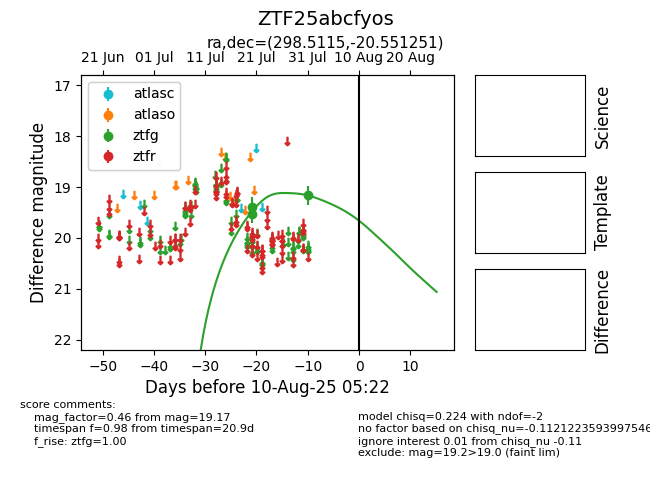 ZTF25abcfyos
ra,dec=(298.5115,-20.551251)
21 Jun 01 Jul 11 Jul 21 Jul 31 Jul 10 Aug 20 Aug
17
18
19
20
21
22
Difference magnitude
atlasc
atlaso
ztfg
ztfr
−50 −40 −30 −20 −10 0 10
Days before 10-Aug-25 05:22
Science
Template
Difference
score comments:
mag_factor=0.46 from mag=19.17
timespan f=0.98 from timespan=20.9d
f_rise: ztfg=1.00
model chisq=0.224 with ndof=-2
no factor based on chisq_nu=-0.1121223593997546
ignore interest 0.01 from chisq_nu -0.11
exclude: mag=19.2>19.0 (faint lim)